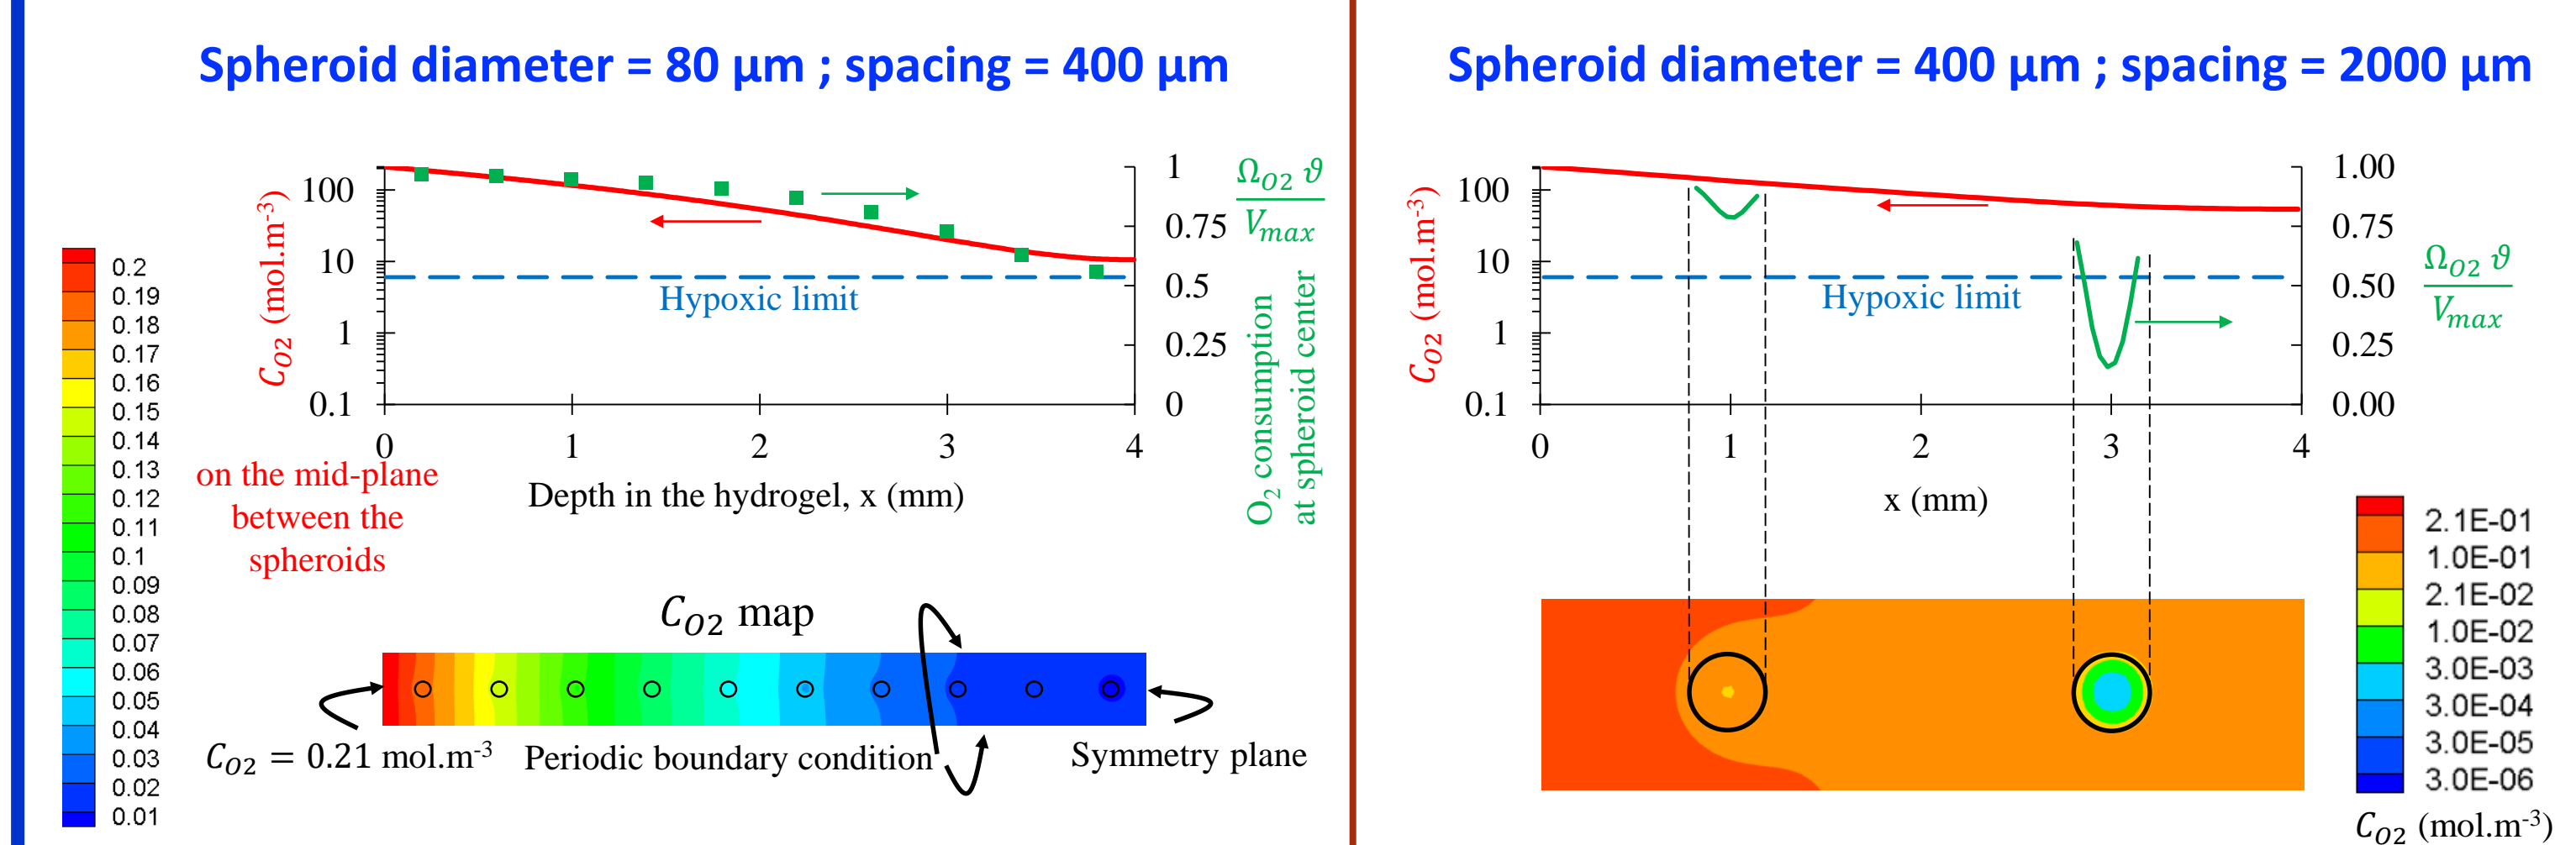 Spheroid diameter = 80 µm ; spacing = 400 µm
C_O2 (mol.m-3)
100
10
1
0.1
1
0.75
0.5
0.25
0
Ω_O2 ϑ
V_max
O2 consumption
at spheroid center
Hypoxic limit
0 1 2 3 4
Depth in the hydrogel, x (mm)
on the mid-plane
between the
spheroids
0.2
0.19
0.18
0.17
0.16
0.15
0.14
0.13
0.12
0.11
0.1
0.09
0.08
0.07
0.06
0.05
0.04
0.03
0.02
0.01
C_O2 map
C_O2 = 0.21 mol.m-3
Periodic boundary condition
Symmetry plane
Spheroid diameter = 400 µm ; spacing = 2000 µm
C_O2 (mol.m-3)
100
10
1
0.1
1.00
0.75
0.50
0.25
0.00
Ω_O2 ϑ
V_max
Hypoxic limit
0 1 2 3 4
x (mm)
2.1E-01
1.0E-01
2.1E-02
1.0E-02
3.0E-03
3.0E-04
3.0E-05
3.0E-06
C_O2 (mol.m-3)